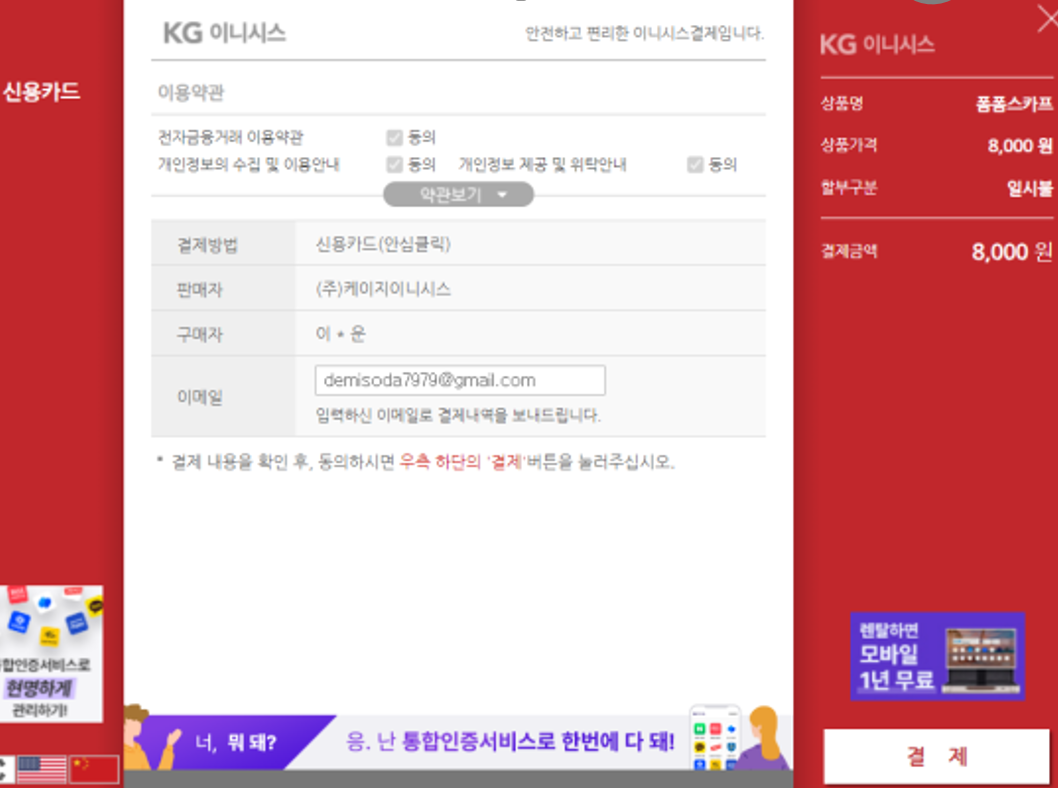 신용카드
KG 이니시스
안전하고 편리한 이니시스결제입니다.
이용약관
전자금융거래 이용약관 동의
개인정보의 수집 및 이용안내 동의 개인정보 제공 및 위탁안내 동의
약관보기
결제방법 신용카드(안심클릭)
판매자 (주)케이지이니시스
구매자 이 * 운
이메일 demisoda7979@gmail.com
입력하신 이메일로 결제내역을 보내드립니다.
* 결제 내용을 확인 후, 동의하시면 우측 하단의 '결제'버튼을 눌러주십시오.
합인증서비스로
현명하게
관리하기!
너, 뭐 돼?
응. 난 통합인증서비스로 한번에 다 돼!
KG 이니시스
상품명 폼폼스카프
상품가격 8,000 원
할부구분 일시불
결제금액 8,000 원
렌탈하면
모바일
1년 무료
결 제